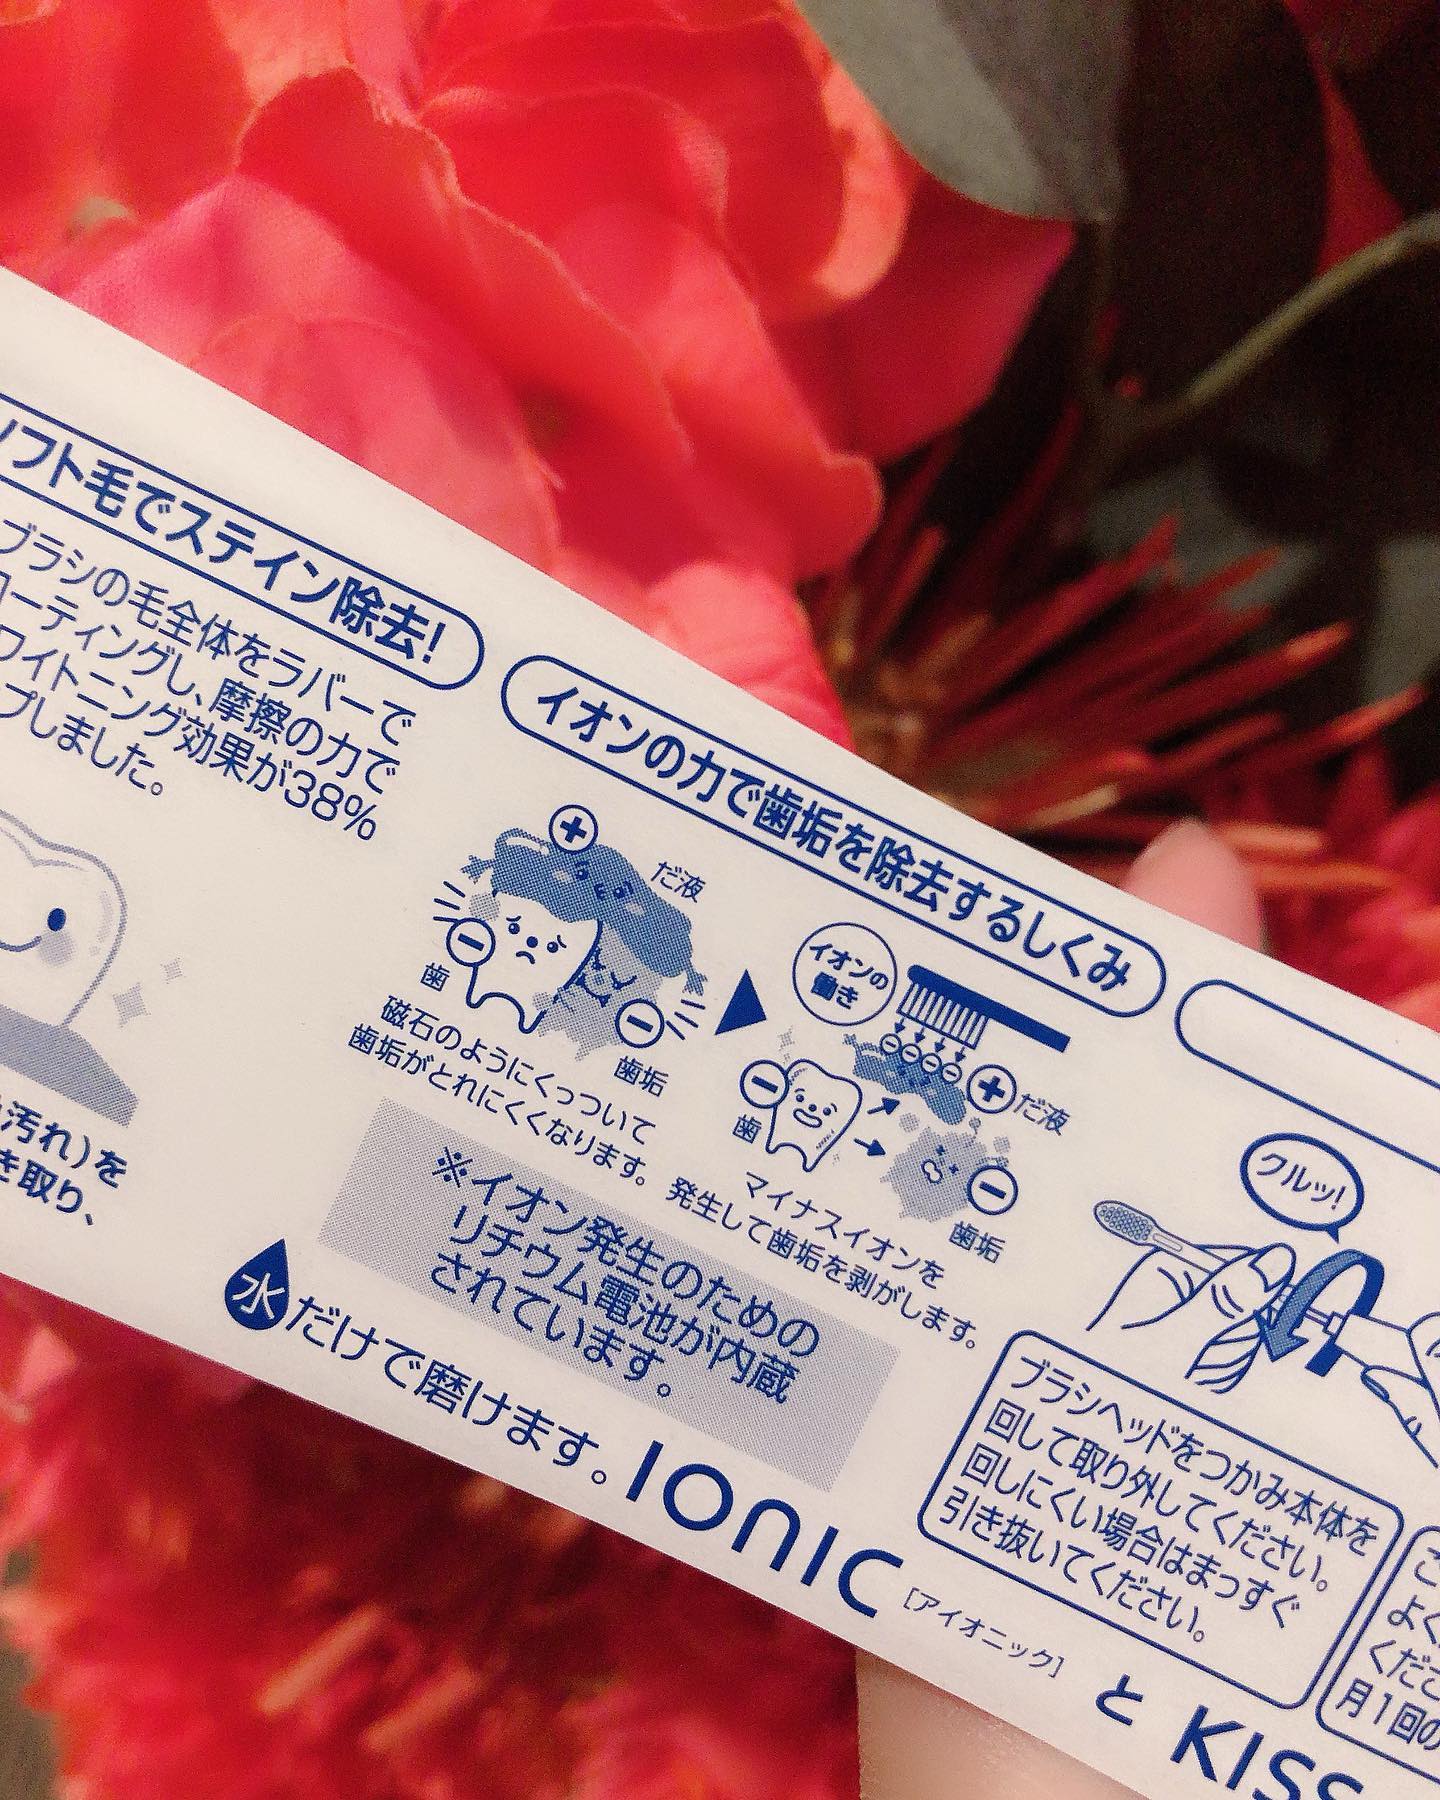 ソフト毛でステイン除去!
ブラシの毛全体をラバーで
コーティングし、摩擦の力で
ワイトニング効果が38%
プしました。
汚れ)を
き取り、
イオンの力で歯垢を除去するしくみ
+
だ液
−
歯
−
歯垢
磁石のようにくっついて
歯垢がとれにくくなります。
イオンの
働き
−−−−
+
だ液
−
歯
−
歯垢
マイナスイオンを
発生して歯垢を剥がします。
※イオン発生のための
リチウム電池が内蔵
されています。
水だけで磨けます。
IONIC
[アイオニック]
と KISS
クルッ!
ブラシヘッドをつかみ本体を
回して取り外してください。
回しにくい場合はまっすぐ
引き抜いてください。
よく
くださ
月1回の